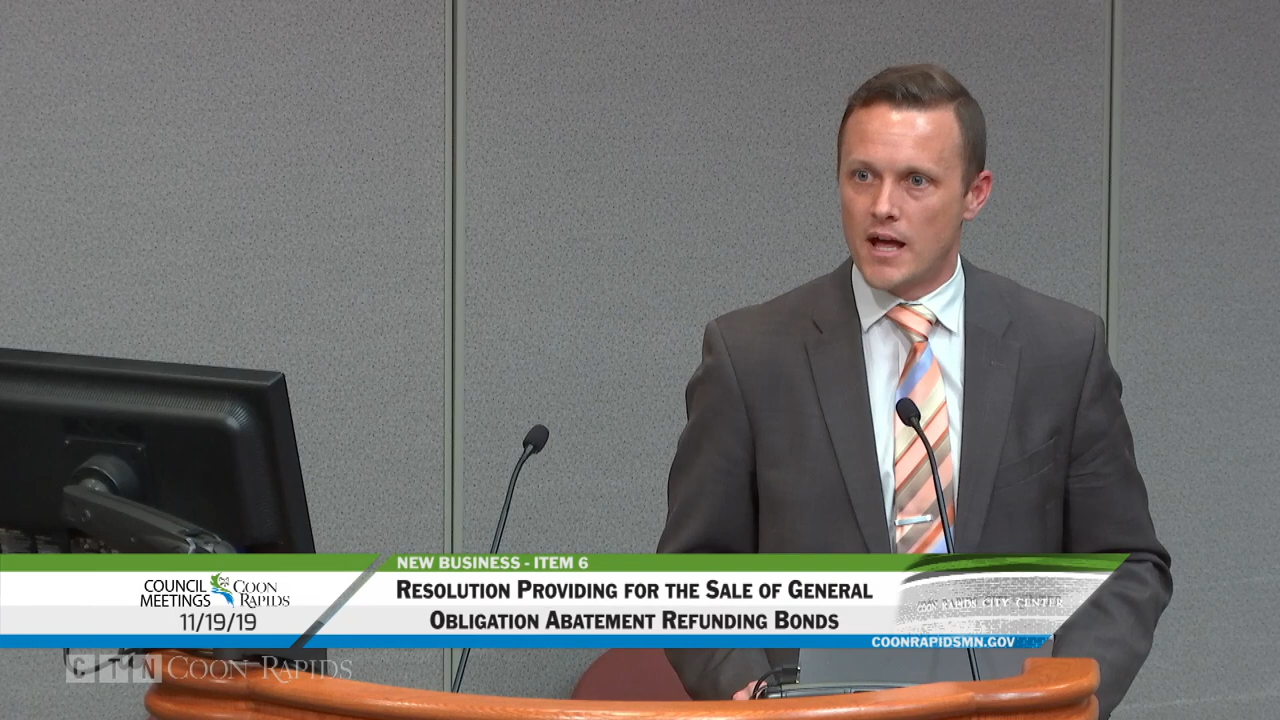 NEW BUSINESS - ITEM 6
RESOLUTION PROVIDING FOR THE SALE OF GENERAL
OBLIGATION ABATEMENT REFUNDING BONDS
COUNCIL
MEETINGS
COON
RAPIDS
11/19/19
COON RAPIDS CITY CENTER
COONRAPIDSMN.GOV
CTN COON RAPIDS